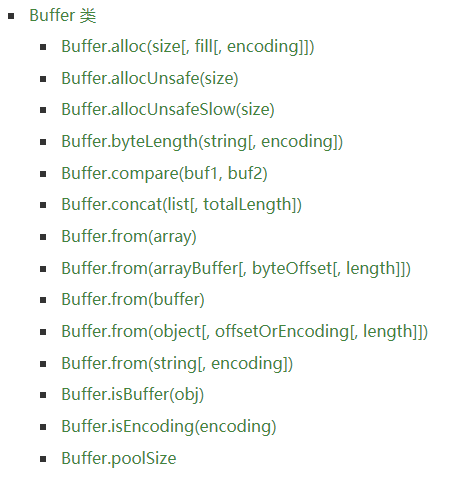 Buffer 类
Buffer.alloc(size[, fill[, encoding]])
Buffer.allocUnsafe(size)
Buffer.allocUnsafeSlow(size)
Buffer.byteLength(string[, encoding])
Buffer.compare(buf1, buf2)
Buffer.concat(list[, totalLength])
Buffer.from(array)
Buffer.from(arrayBuffer[, byteOffset[, length]])
Buffer.from(buffer)
Buffer.from(object[, offsetOrEncoding[, length]])
Buffer.from(string[, encoding])
Buffer.isBuffer(obj)
Buffer.isEncoding(encoding)
Buffer.poolSize